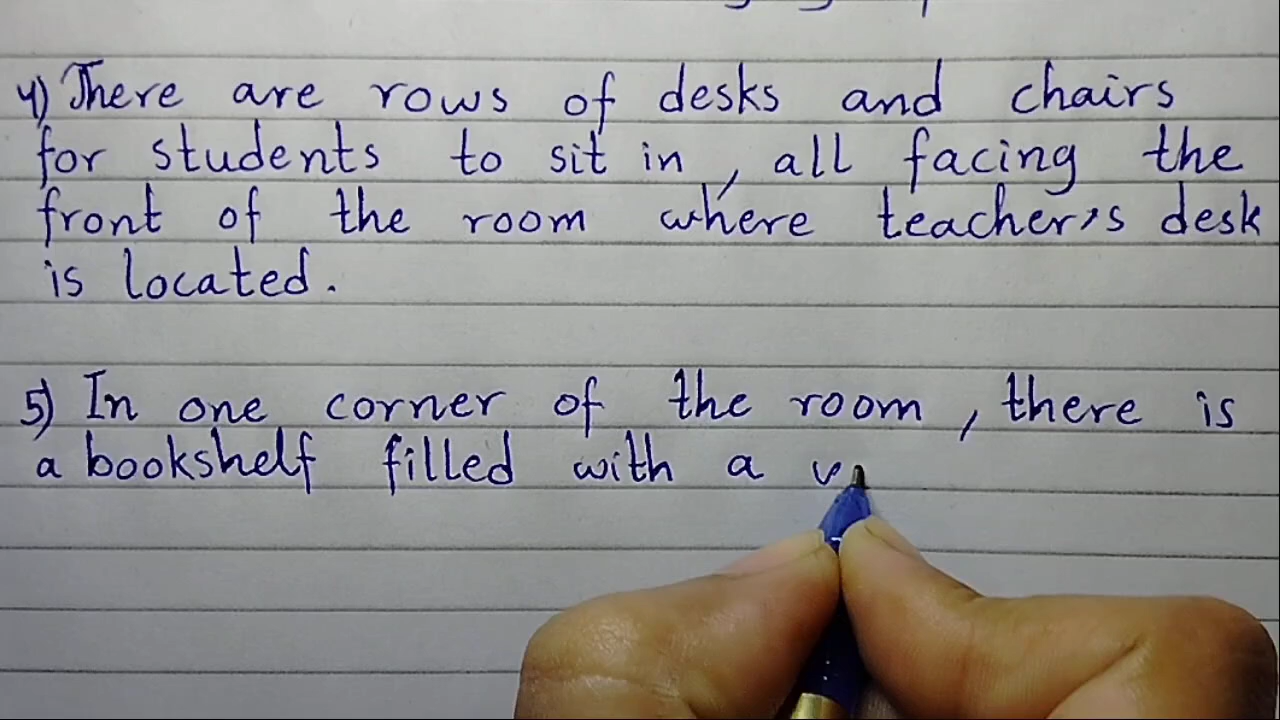 4) There are rows of desks and chairs
for students to sit in, all facing the
front of the room where teacher's desk
is located.
5) In one corner of the room, there is
a bookshelf filled with a v